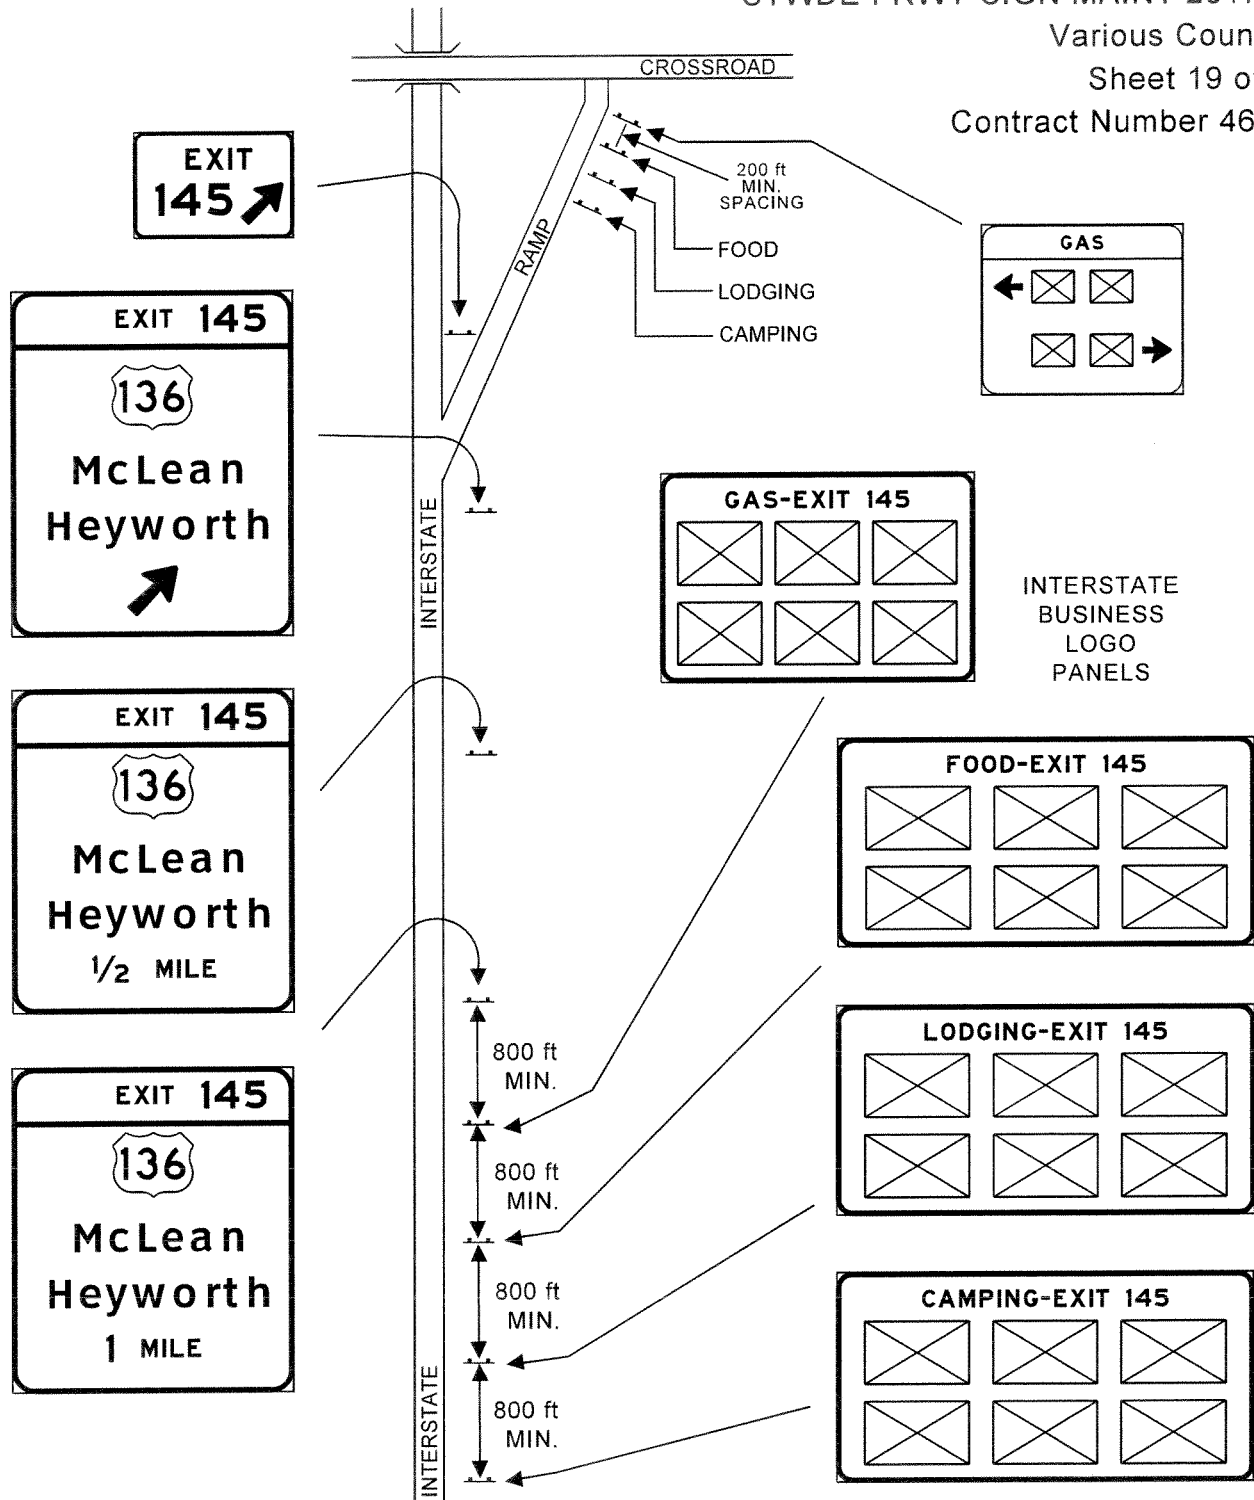 Various Coun
Sheet 19 o
Contract Number 46
CROSSROAD
EXIT
145
200 ft
MIN.
SPACING
RAMP
FOOD
LODGING
CAMPING
GAS
EXIT 145
136
McLean
Heyworth
INTERSTATE
GAS-EXIT 145
INTERSTATE
BUSINESS
LOGO
PANELS
EXIT 145
136
McLean
Heyworth
1/2 MILE
FOOD-EXIT 145
800 ft
MIN.
LODGING-EXIT 145
EXIT 145
136
McLean
Heyworth
1 MILE
800 ft
MIN.
800 ft
MIN.
CAMPING-EXIT 145
INTERSTATE
800 ft
MIN.